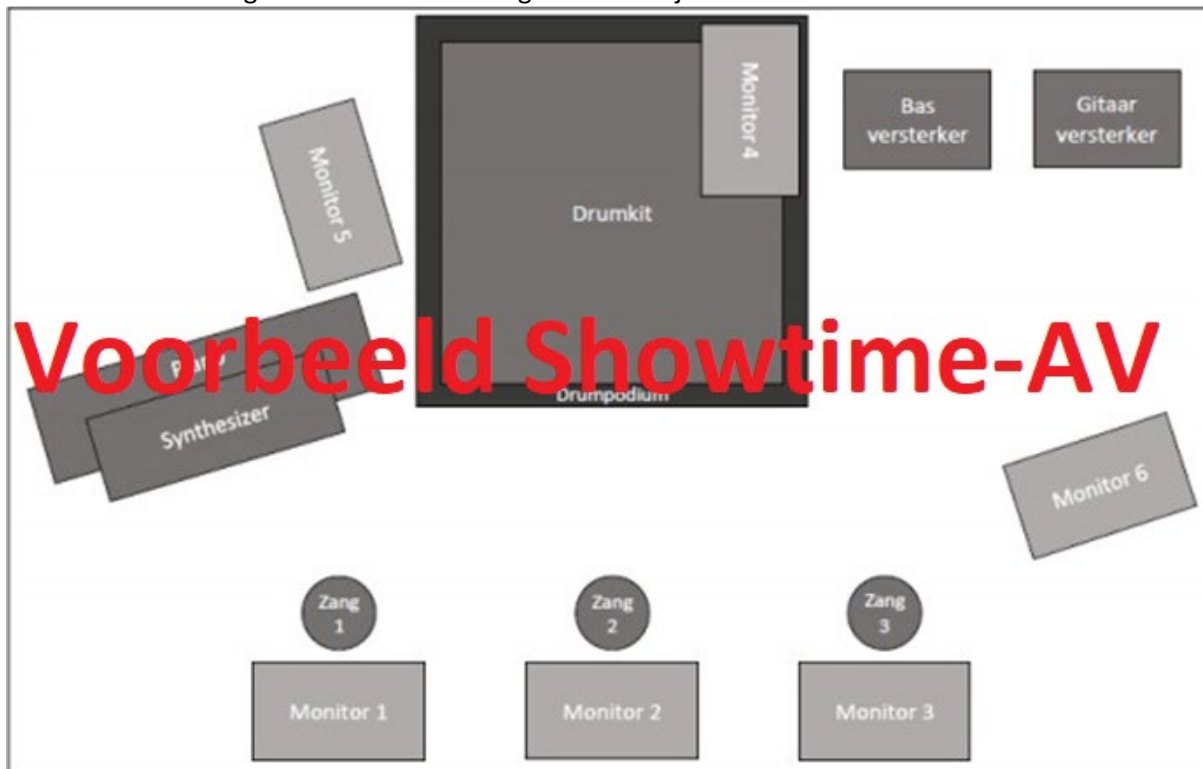 Monitor 4
Bas
versterker
Gitaar
versterker
Monitor 5
Drumkit
Voorbeeld Showtime-AV
Drumpodium
Synthesizer
Monitor 6
Zang
1
Zang
2
Zang
3
Monitor 1
Monitor 2
Monitor 3